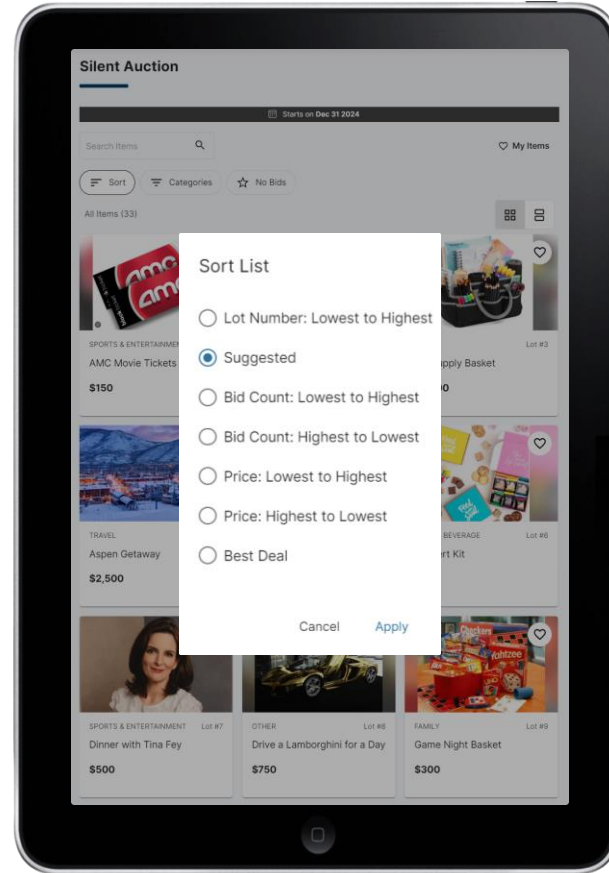 Silent Auction
Starts on Dec 31 2024
Search Items
My Items
Sort
Categories
No Bids
All Items (33)
Sort List
Lot Number: Lowest to Highest
Suggested
Bid Count: Lowest to Highest
Bid Count: Highest to Lowest
Price: Lowest to Highest
Price: Highest to Lowest
Best Deal
Cancel
Apply
amc
SPORTS & ENTERTAINMENT
AMC Movie Tickets
$150
Lot #3
pply Basket
TRAVEL
Aspen Getaway
$2,500
BEVERAGE
Lot #6
rt Kit
Checkers
Yahtzee
SPORTS & ENTERTAINMENT
Lot #7
Dinner with Tina Fey
$500
OTHER
Lot #8
Drive a Lamborghini for a Day
$750
FAMILY
Lot #9
Game Night Basket
$300